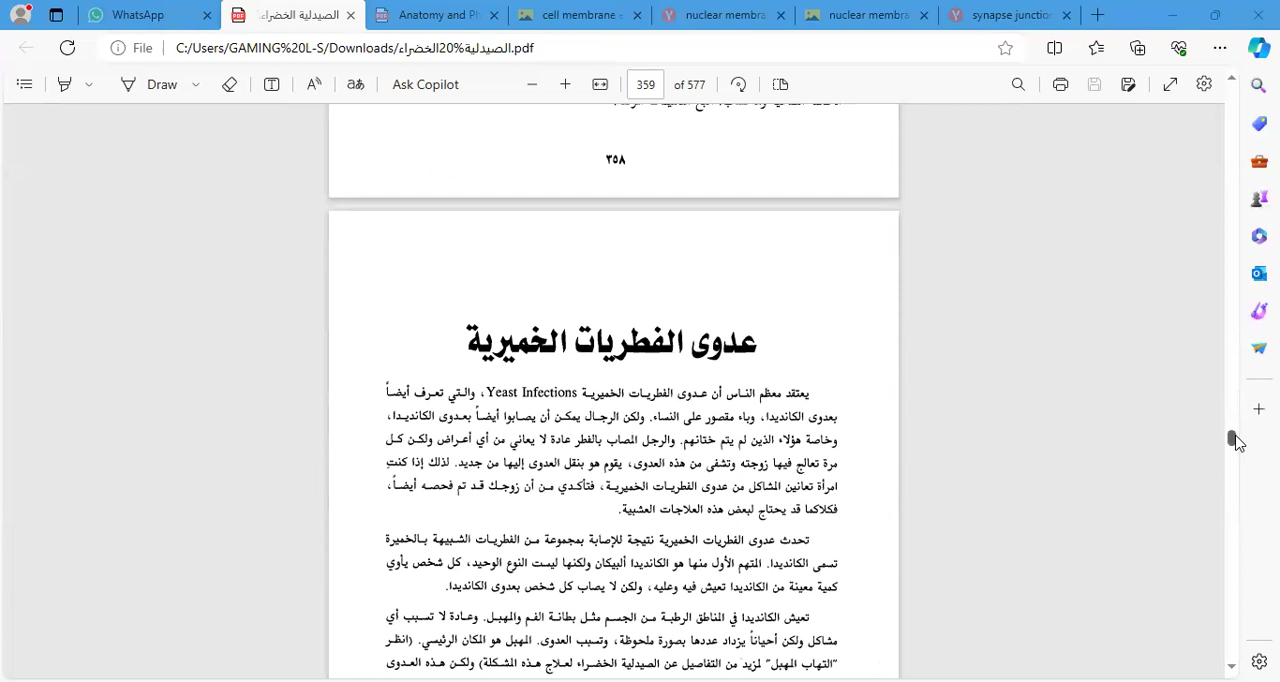 WhatsApp
الصيدلية الخضراء
Anatomy and Ph
cell membrane e
nuclear membra
nuclear membra
synapse junctio
File
C:/Users/GAMING%20L-S/Downloads/الصيدلية%20الخضراء.pdf
Draw
aあ
Ask Copilot
359
of 577
٣٥٨
عدوى الفطريات الخميرية
يعتقد معظم الناس أن عدوى الفطريات الخميرية Yeast Infections، والتي تعرف أيضاً
بعدوى الكانديدا، وباء مقصور على النساء. ولكن الرجال يمكن أن يصابوا أيضاً بعدوى الكانديدا،
وخاصة هؤلاء الذين لم يتم ختانهم. والرجل المصاب بالفطر عادة لا يعاني من أي أعراض ولكن كل
مرة تعالج فيها زوجته وتشفى من هذه العدوى، يقوم هو بنقل العدوى إليها من جديد. لذلك إذا كنتِ
امرأة تعانين المشاكل من عدوى الفطريات الخميرية، فتأكدي من أن زوجك قد تم فحصه أيضاً،
فكلاكما قد يحتاج لبعض هذه العلاجات العشبية.
تحدث عدوى الفطريات الخميرية نتيجة للإصابة بمجموعة من الفطريات الشبيهة بالخميرة
تسمى الكانديدا. المتهم الأول منها هو الكانديدا ألبيكان ولكنها ليست النوع الوحيد، كل شخص يأوي
كمية معينة من الكانديدا تعيش فيه وعليه، ولكن لا يصاب كل شخص بعدوى الكانديدا.
تعيش الكانديدا في المناطق الرطبة من الجسم مثل بطانة الفم والمهبل. وعادة لا تسبب أي
مشاكل ولكن أحياناً يزداد عددها بصورة ملحوظة، وتسبب العدوى. المهبل هو المكان الرئيسي. (انظر
"التهاب المهبل" لمزيد من التفاصيل عن الصيدلية الخضراء لعلاج هذه المشكلة) ولكن هذه العدوى